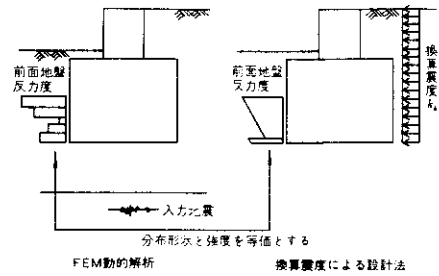 前面地盤
反力度
前面地盤
反力度
換算震度kₕ
入力地震
分布形状と強度を等価とする
FEM動的解析
換算震度による設計法